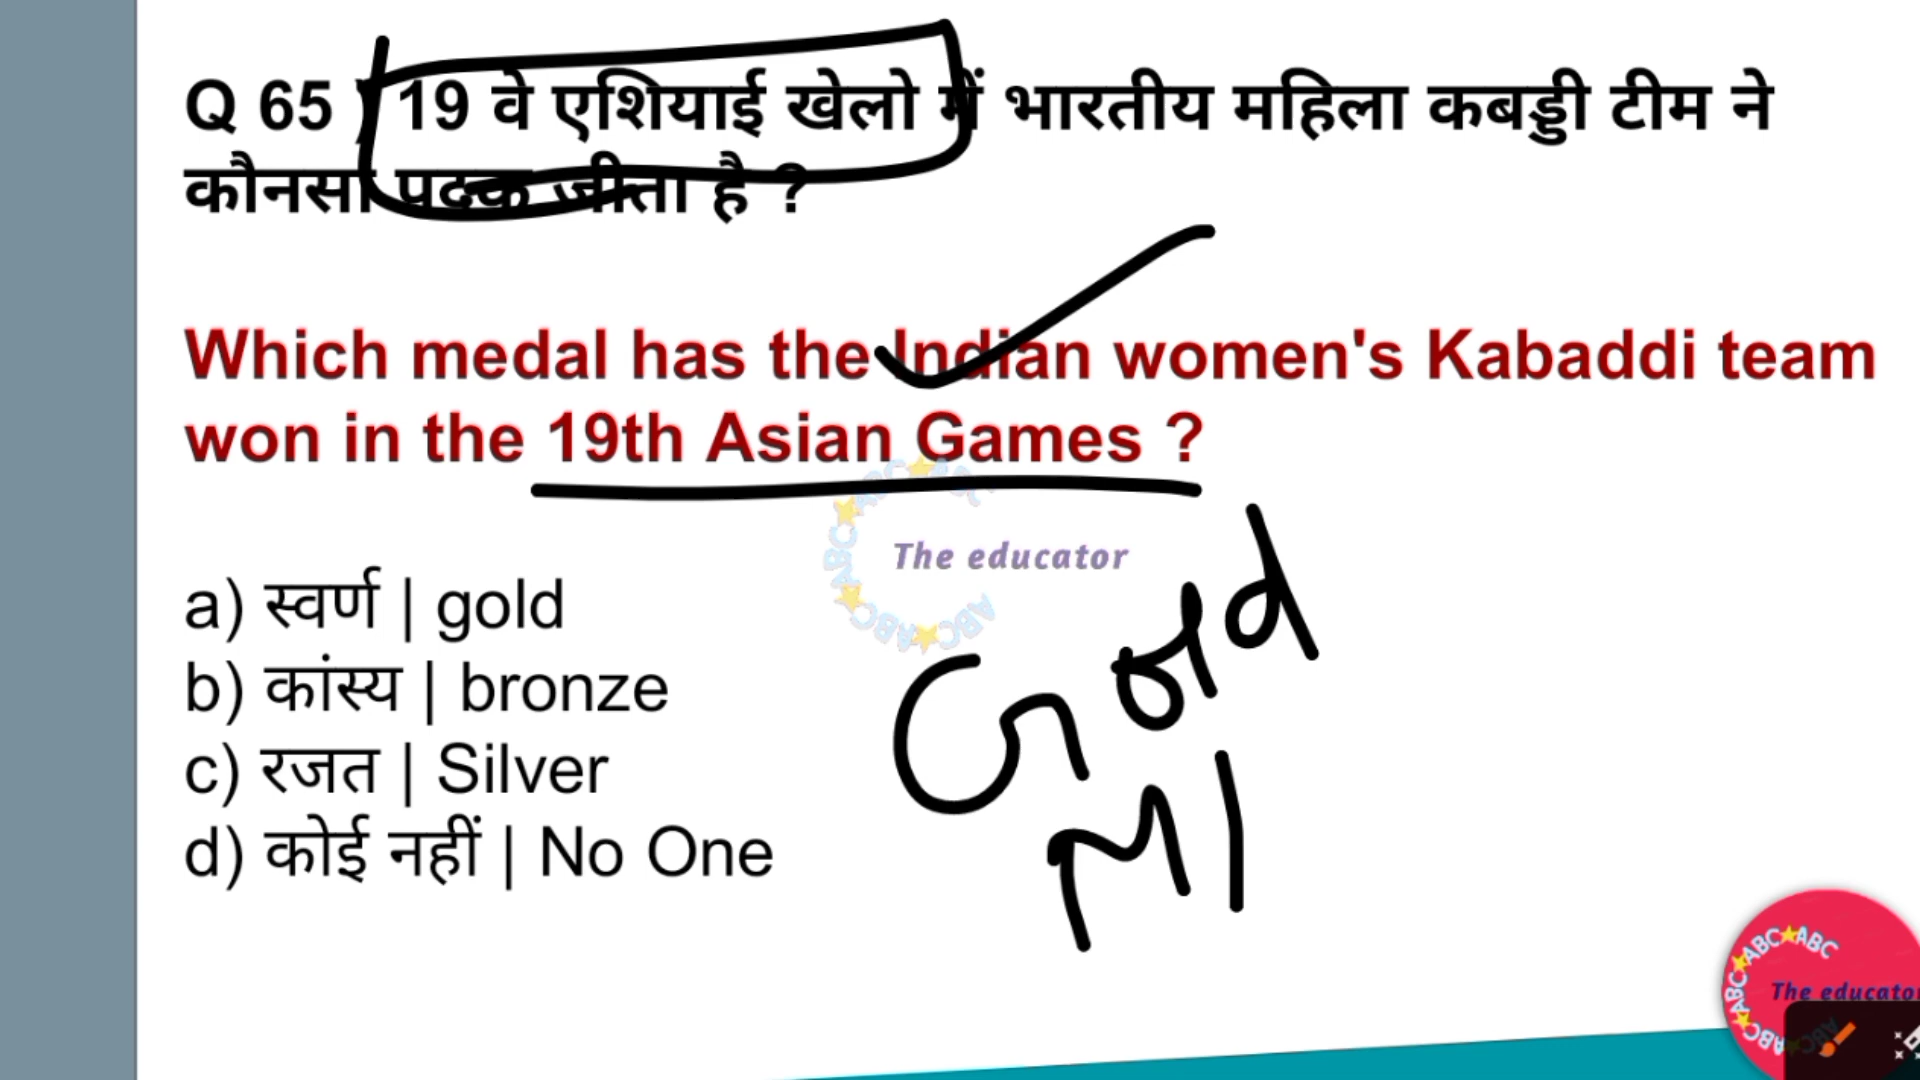 Q 65 ) 19 वे एशियाई खेलो में भारतीय महिला कबड्डी टीम ने
कौनसा पदक जीता है ?
Which medal has the Indian women's Kabaddi team
won in the 19th Asian Games ?
The educator
a) स्वर्ण | gold
b) कांस्य | bronze
c) रजत | Silver
d) कोई नहीं | No One
Gold
ABC ABC ABC
The educator